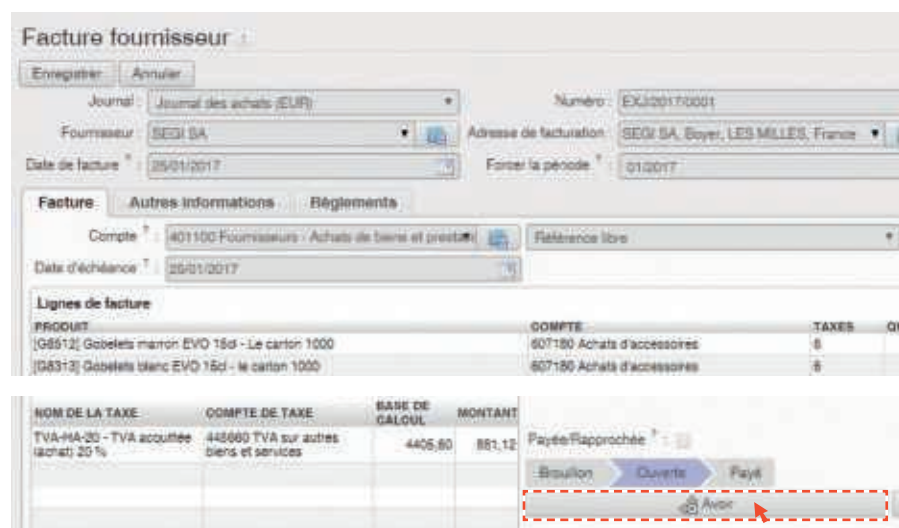 Facture fournisseur
Enregistrer Annuler
Journal : Journal des achats (EUR) Numéro : EXJ/2017/0001
Fournisseur : SEGI SA Adresse de facturation : SEGI SA, Boyer, LES MILLES, France
Date de facture ? : 25/01/2017 Forcer la période ? : 01/2017
Facture Autres informations Règlements
Compte ? : 401100 Fournisseurs - Achats de biens et prestati Référence libre
Date d'échéance ? : 25/01/2017
Lignes de facture
PRODUIT COMPTE TAXES
[G8512] Gobelets marron EVO 15cl - Le carton 1000 607180 Achats d'accessoires 6
[G8313] Gobelets blanc EVO 15cl - le carton 1000 607180 Achats d'accessoires 6
NOM DE LA TAXE COMPTE DE TAXE BASE DE CALCUL MONTANT
TVA-HA-20 - TVA acquittée (achat) 20 % 445660 TVA sur autres biens et services 4405,60 881,12
Payée/Rapprochée ? :
Brouillon Ouverte Payé
Avoir